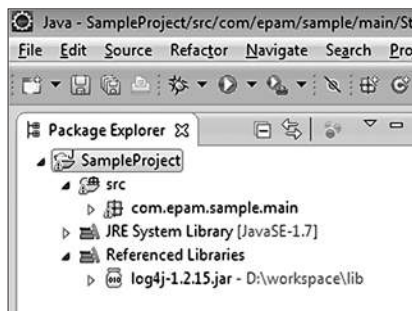 Java - SampleProject/src/com/epam/sample/main/St
File Edit Source Refactor Navigate Search Pro
Package Explorer
SampleProject
src
com.epam.sample.main
JRE System Library [JavaSE-1.7]
Referenced Libraries
010
log4j-1.2.15.jar - D:\workspace\lib